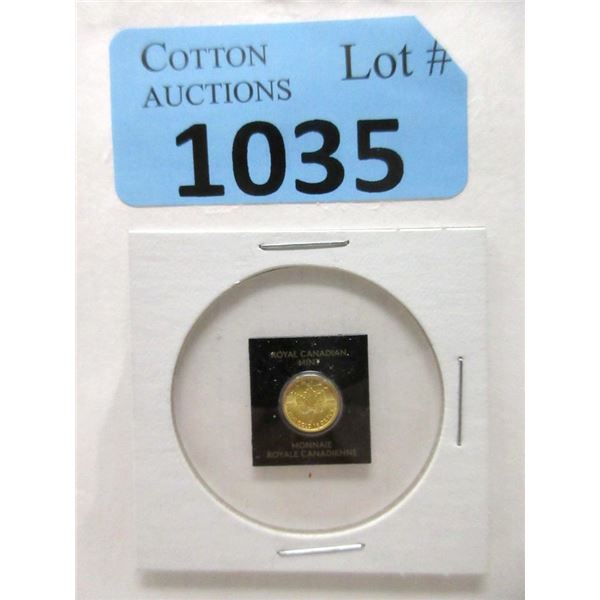 COTTON
AUCTIONS
Lot #
1035
ROYAL CANADIAN
MINT
MONNAIE
ROYALE CANADIENNE